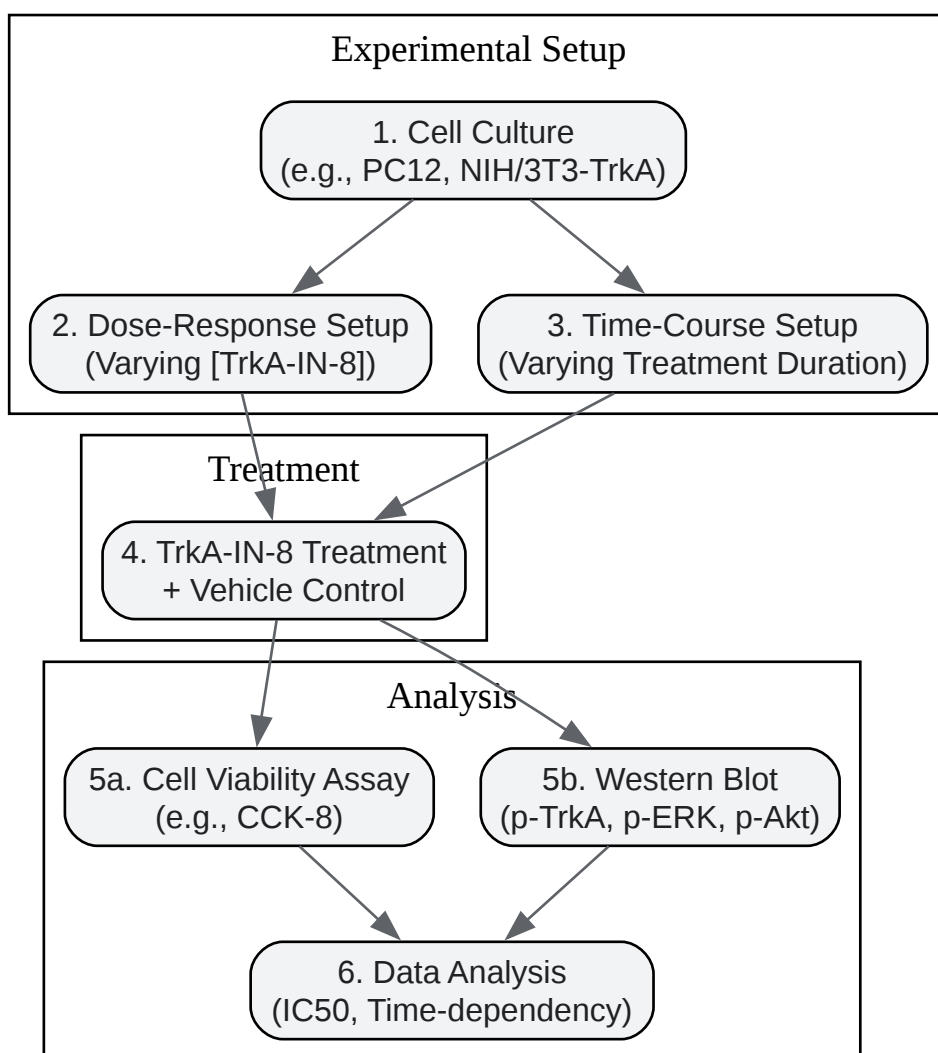 Experimental Setup
1. Cell Culture
(e.g., PC12, NIH/3T3-TrkA)
2. Dose-Response Setup
(Varying [TrkA-IN-8])
3. Time-Course Setup
(Varying Treatment Duration)
Treatment
4. TrkA-IN-8 Treatment
+ Vehicle Control
Analysis
5a. Cell Viability Assay
(e.g., CCK-8)
5b. Western Blot
(p-TrkA, p-ERK, p-Akt)
6. Data Analysis
(IC50, Time-dependency)